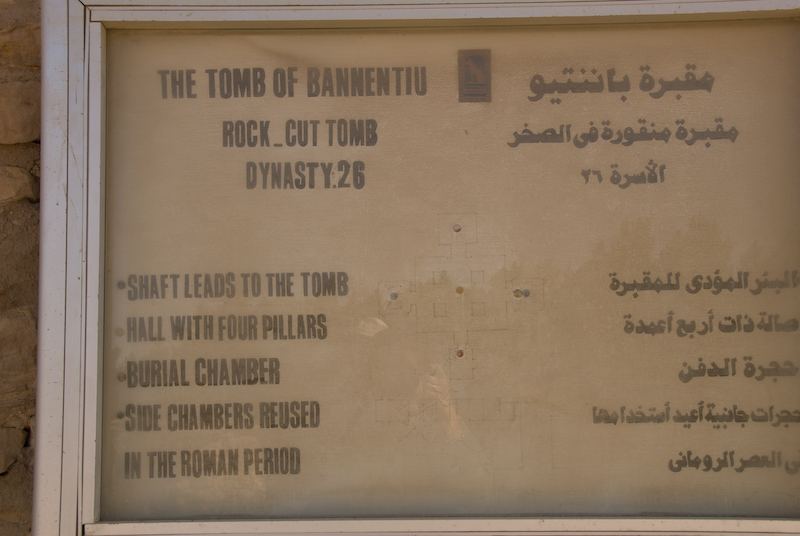 THE TOMB OF BANNENTIU
ROCK_CUT TOMB
DYNASTY.26
•SHAFT LEADS TO THE TOMB
•HALL WITH FOUR PILLARS
•BURIAL CHAMBER
•SIDE CHAMBERS REUSED
IN THE ROMAN PERIOD
مقبرة باننتيو
مقبرة منقورة فى الصخر
الأسرة ٢٦
البئر المؤدى للمقبرة
صالة ذات أربع أعمدة
حجرة الدفن
حجرات جانبية أعيد أستخدامها
فى العصر الرومانى